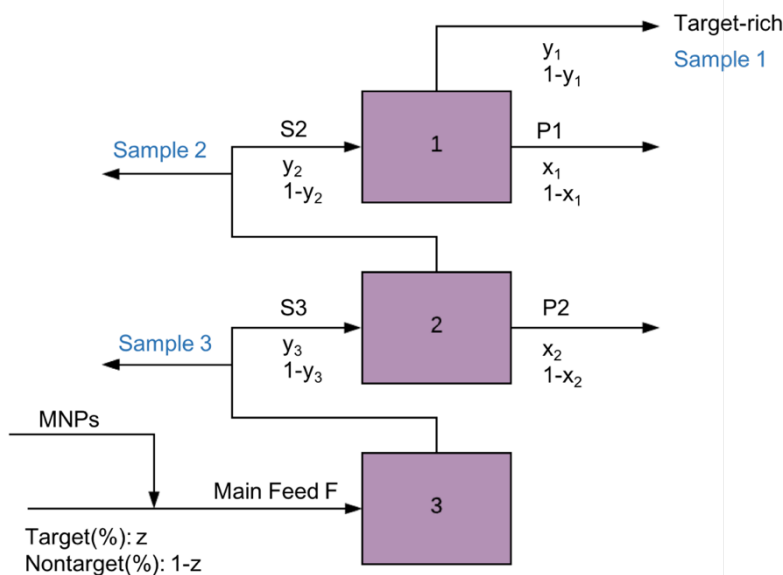 Target-rich
y₁
1-y₁
Sample 1
S2
1
P1
Sample 2
y₂
1-y₂
x₁
1-x₁
S3
2
P2
Sample 3
y₃
1-y₃
x₂
1-x₂
MNPs
Main Feed F
3
Target(%): z
Nontarget(%): 1-z